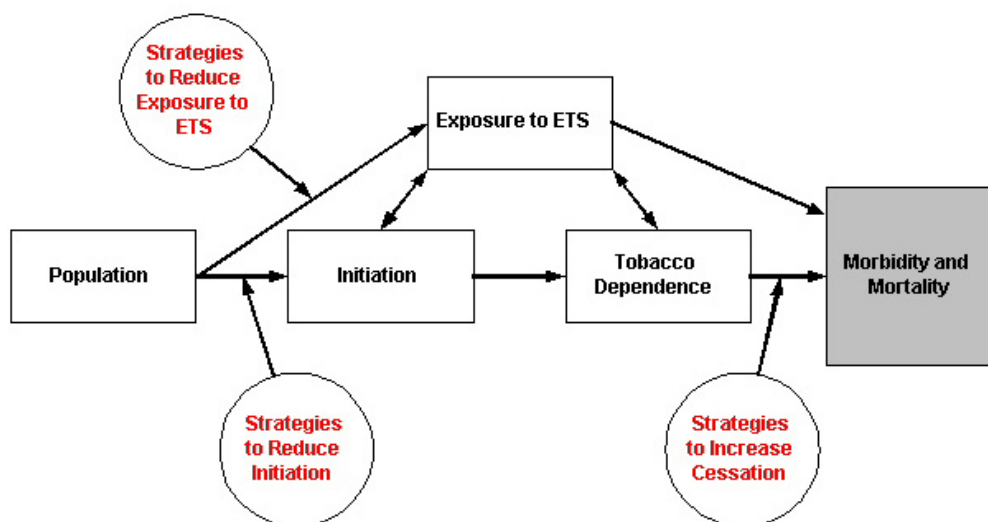 Strategies
to Reduce
Exposure to
ETS
Exposure to ETS
Population
Initiation
Tobacco
Dependence
Morbidity and
Mortality
Strategies
to Reduce
Initiation
Strategies
to Increase
Cessation